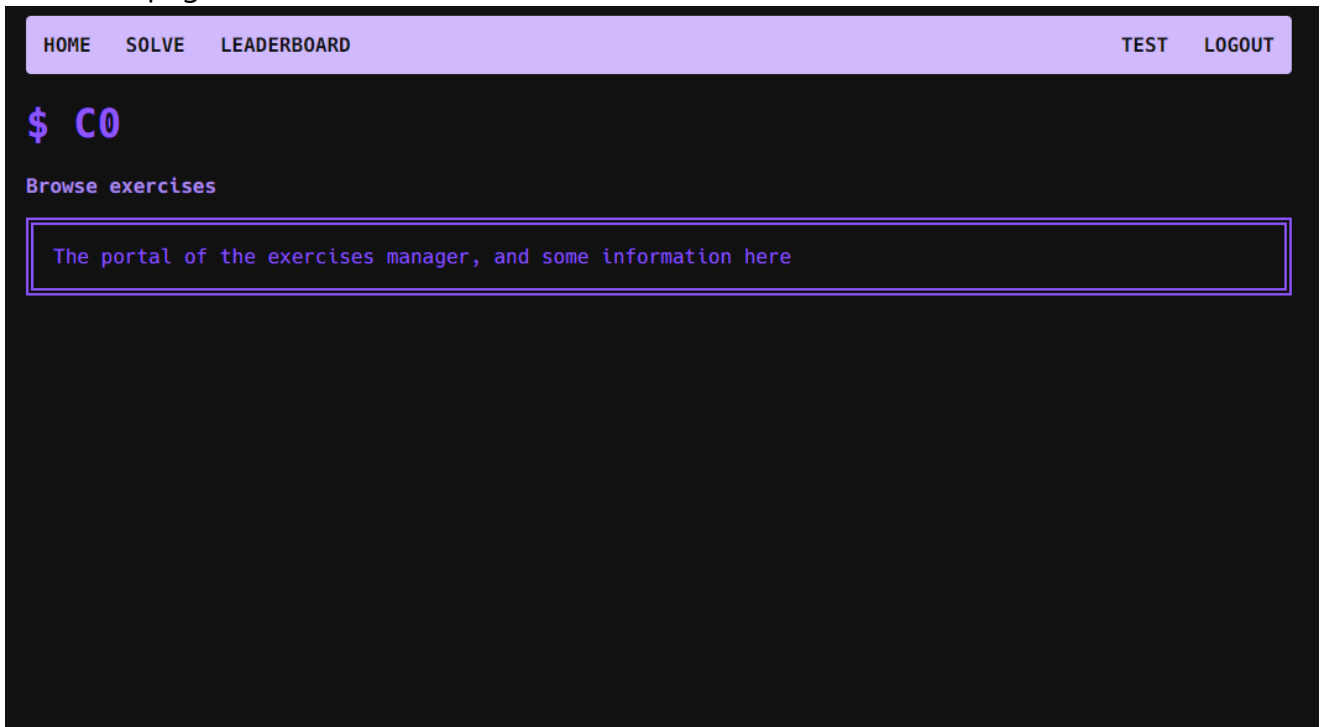 HOME SOLVE LEADERBOARD TEST LOGOUT
$ C0
Browse exercises
The portal of the exercises manager, and some information here